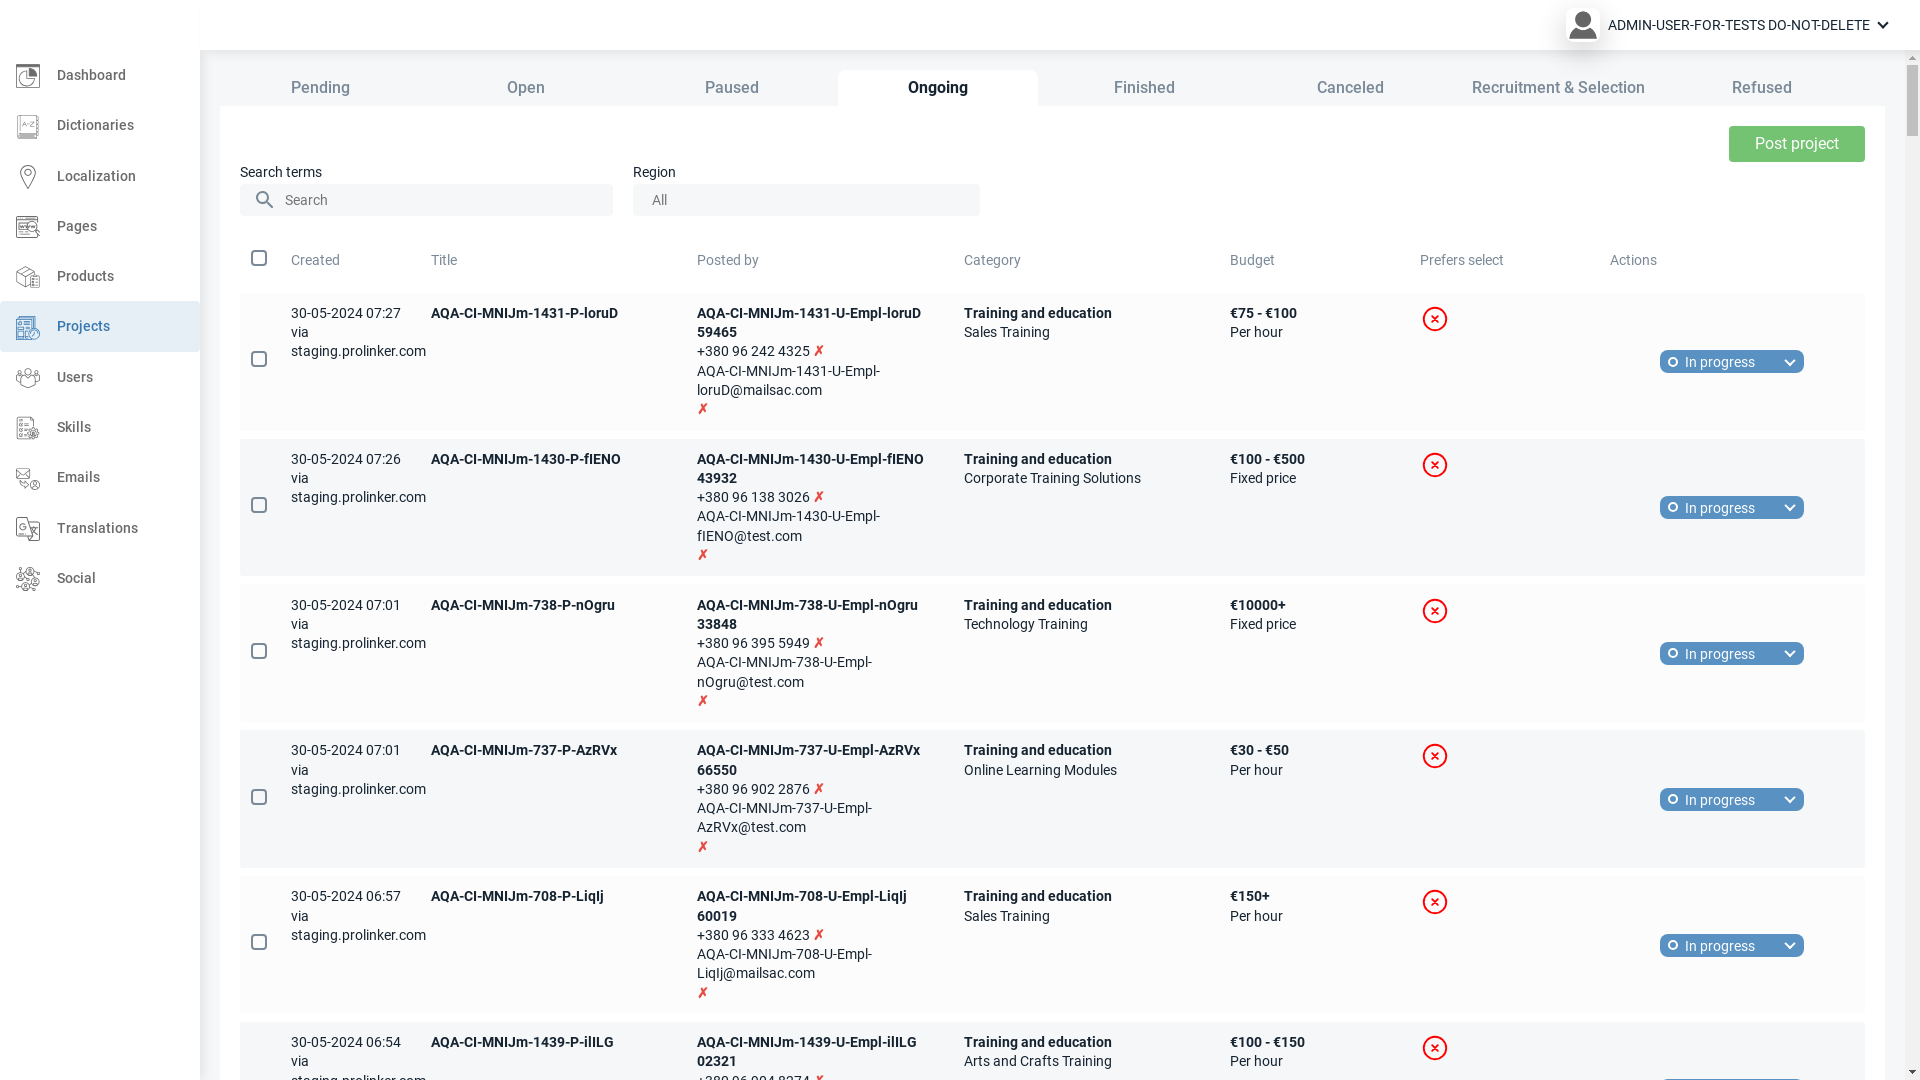 ADMIN-USER-FOR-TESTS DO-NOT-DELETE
Dashboard
Dictionaries
Localization
Pages
Products
Projects
Users
Skills
Emails
Translations
Social
Pending Open Paused Ongoing Finished Canceled Recruitment & Selection Refused
Post project
Search terms Region
Search All
Created Title Posted by Category Budget Prefers select Actions
30-05-2024 07:27 AQA-CI-MNIJm-1431-P-loruD AQA-CI-MNIJm-1431-U-Empl-loruD Training and education €75 - €100
via 59465 Sales Training Per hour
staging.prolinker.com +380 96 242 4325 ✗
In progress
AQA-CI-MNIJm-1431-U-Empl-
loruD@mailsac.com
✗
30-05-2024 07:26 AQA-CI-MNIJm-1430-P-fIENO AQA-CI-MNIJm-1430-U-Empl-fIENO Training and education €100 - €500
via 43932 Corporate Training Solutions Fixed price
staging.prolinker.com +380 96 138 3026 ✗
In progress
AQA-CI-MNIJm-1430-U-Empl-
fIENO@test.com
✗
30-05-2024 07:01 AQA-CI-MNIJm-738-P-nOgru AQA-CI-MNIJm-738-U-Empl-nOgru Training and education €10000+
via 33848 Technology Training Fixed price
staging.prolinker.com +380 96 395 5949 ✗
In progress
AQA-CI-MNIJm-738-U-Empl-
nOgru@test.com
✗
30-05-2024 07:01 AQA-CI-MNIJm-737-P-AzRVx AQA-CI-MNIJm-737-U-Empl-AzRVx Training and education €30 - €50
via 66550 Online Learning Modules Per hour
staging.prolinker.com +380 96 902 2876 ✗
In progress
AQA-CI-MNIJm-737-U-Empl-
AzRVx@test.com
✗
30-05-2024 06:57 AQA-CI-MNIJm-708-P-LiqIj AQA-CI-MNIJm-708-U-Empl-LiqIj Training and education €150+
via 60019 Sales Training Per hour
staging.prolinker.com +380 96 333 4623 ✗
In progress
AQA-CI-MNIJm-708-U-Empl-
LiqIj@mailsac.com
✗
30-05-2024 06:54 AQA-CI-MNIJm-1439-P-ilILG AQA-CI-MNIJm-1439-U-Empl-ilILG Training and education €100 - €150
via 02321 Arts and Crafts Training Per hour